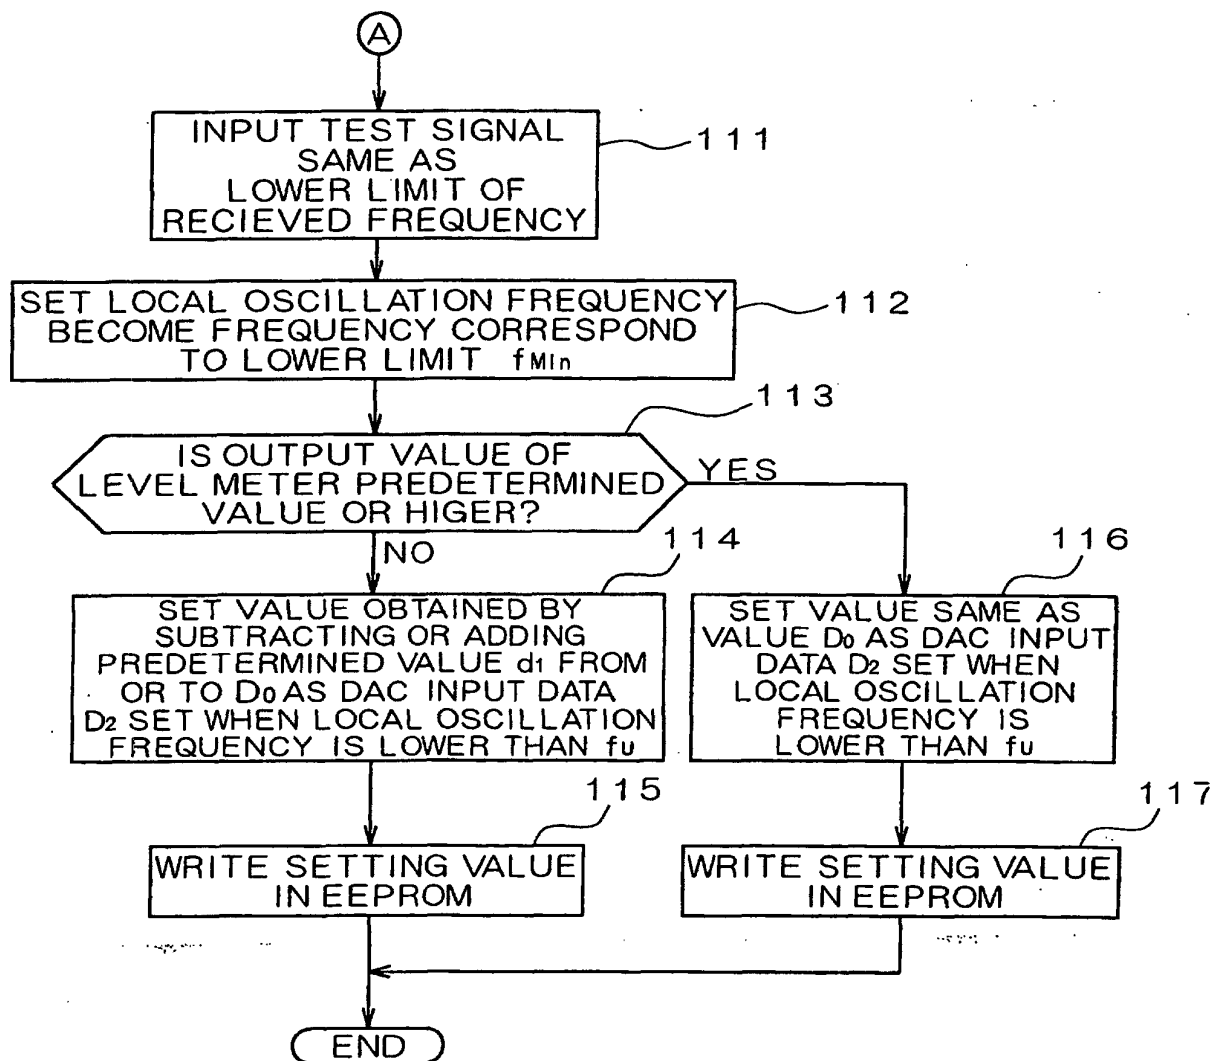 A
INPUT TEST SIGNAL
SAME AS
LOWER LIMIT OF
RECIEVED FREQUENCY
111
SET LOCAL OSCILLATION FREQUENCY
BECOME FREQUENCY CORRESPOND
TO LOWER LIMIT fMin
112
113
IS OUTPUT VALUE OF
LEVEL METER PREDETERMINED
VALUE OR HIGER?
YES
NO
114
SET VALUE OBTAINED BY
SUBTRACTING OR ADDING
PREDETERMINED VALUE d1 FROM
OR TO D0 AS DAC INPUT DATA
D2 SET WHEN LOCAL OSCILLATION
FREQUENCY IS LOWER THAN fu
116
SET VALUE SAME AS
VALUE D0 AS DAC INPUT
DATA D2 SET WHEN
LOCAL OSCILLATION
FREQUENCY IS
LOWER THAN fu
115
WRITE SETTING VALUE
IN EEPROM
117
WRITE SETTING VALUE
IN EEPROM
END